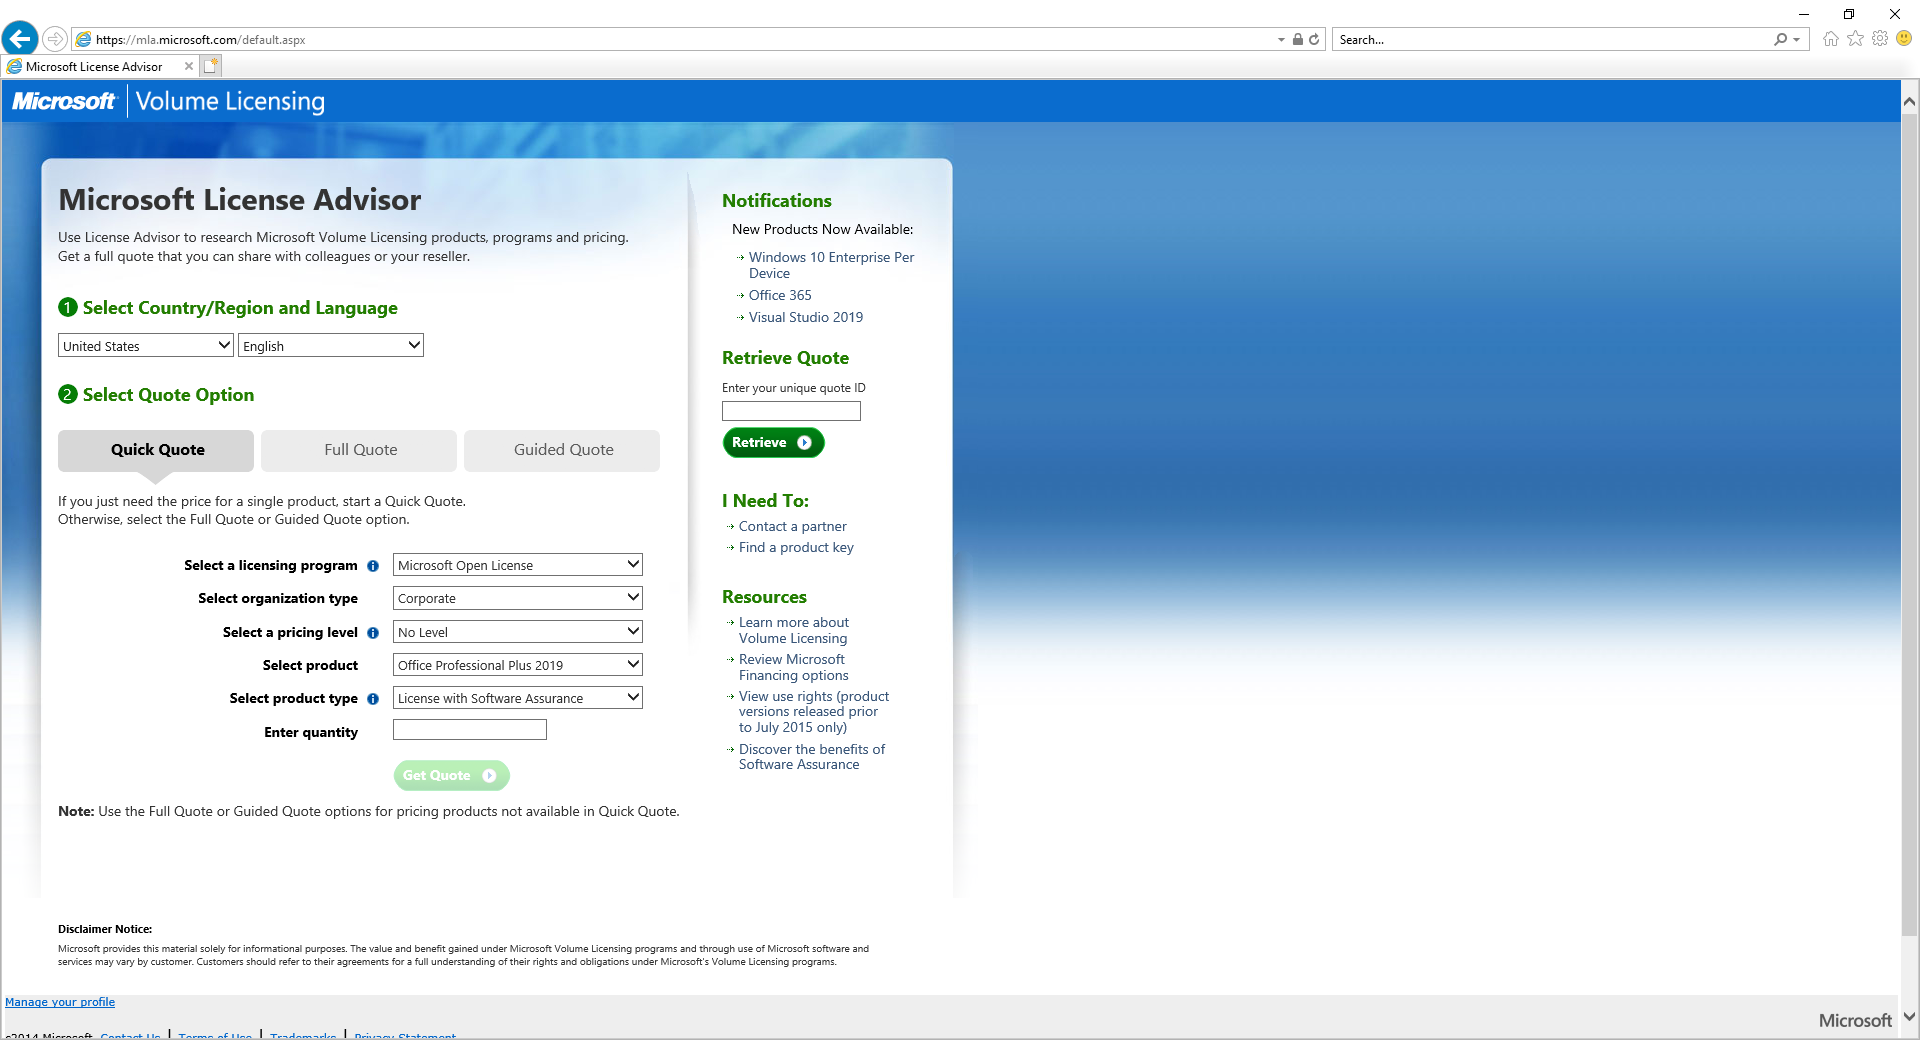 https://mla.microsoft.com/default.aspx
Search...
Microsoft License Advisor
Microsoft Volume Licensing
Microsoft License Advisor
Use License Advisor to research Microsoft Volume Licensing products, programs and pricing.
Get a full quote that you can share with colleagues or your reseller.
1 Select Country/Region and Language
United States English
2 Select Quote Option
Quick Quote Full Quote Guided Quote
If you just need the price for a single product, start a Quick Quote.
Otherwise, select the Full Quote or Guided Quote option.
Select a licensing program i Microsoft Open License
Select organization type Corporate
Select a pricing level i No Level
Select product Office Professional Plus 2019
Select product type i License with Software Assurance
Enter quantity
Get Quote
Note: Use the Full Quote or Guided Quote options for pricing products not available in Quick Quote.
Notifications
New Products Now Available:
Windows 10 Enterprise Per
Device
Office 365
Visual Studio 2019
Retrieve Quote
Enter your unique quote ID
Retrieve
I Need To:
Contact a partner
Find a product key
Resources
Learn more about
Volume Licensing
Review Microsoft
Financing options
View use rights (product
versions released prior
to July 2015 only)
Discover the benefits of
Software Assurance
Disclaimer Notice:
Microsoft provides this material solely for informational purposes. The value and benefit gained under Microsoft Volume Licensing programs and through use of Microsoft software and
services may vary by customer. Customers should refer to their agreements for a full understanding of their rights and obligations under Microsoft's Volume Licensing programs.
Manage your profile
c2014 Microsoft Contact Us | Terms of Use | Trademarks | Privacy Statement
Microsoft